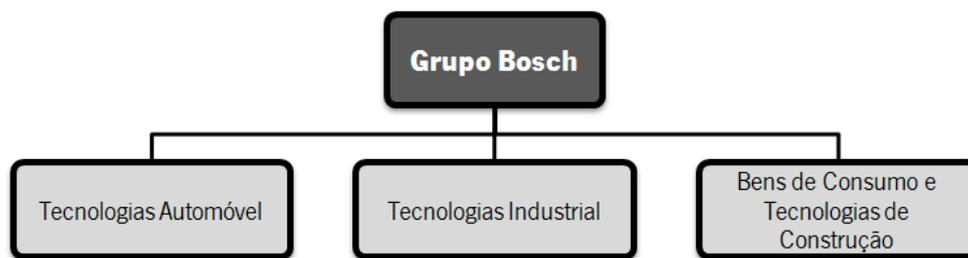 Grupo Bosch
Tecnologias Automóvel
Tecnologias Industrial
Bens de Consumo e
Tecnologias de
Construção